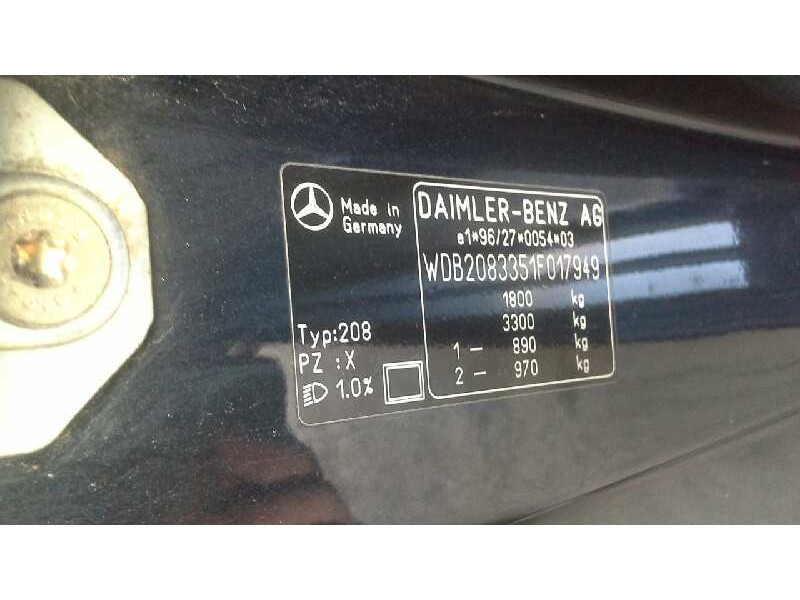 Made in
Germany
DAIMLER-BENZ AG
e1*96/27*0054*03
WDB2083351F017949
1800 kg
3300 kg
1 – 890 kg
2 – 970 kg
Typ:208
PZ :X
1.0%